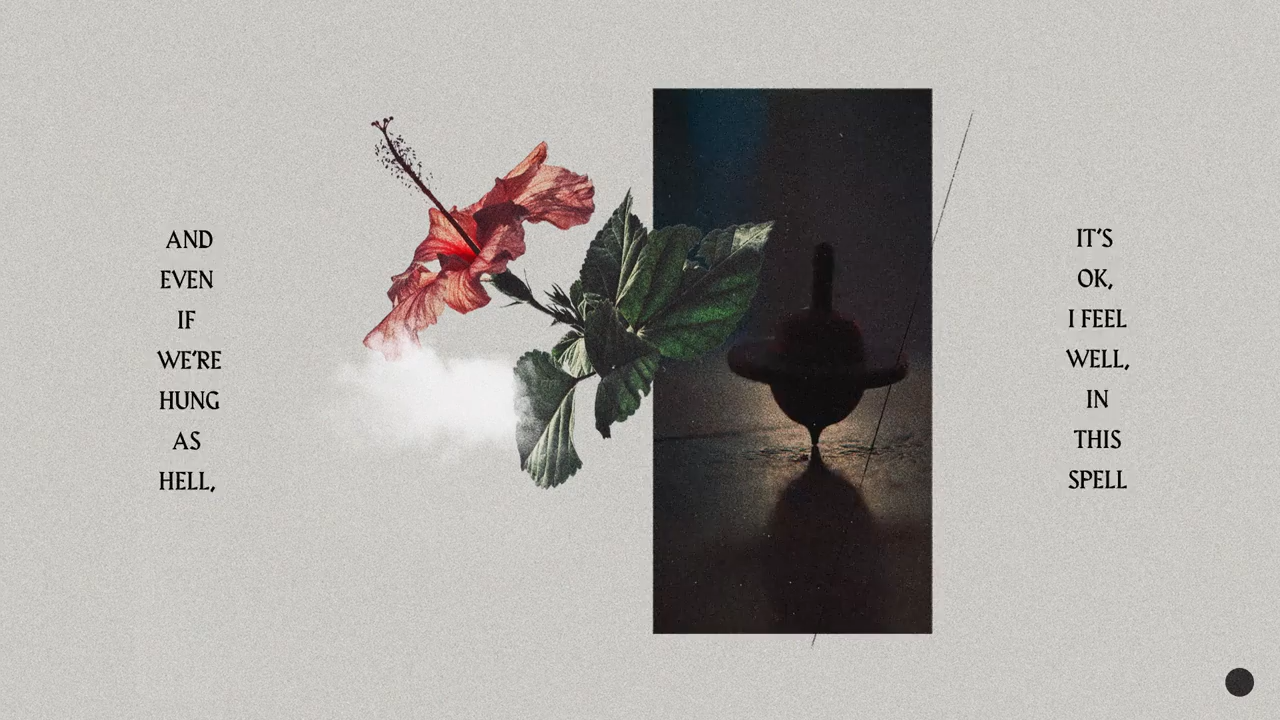 AND
EVEN
IF
WE'RE
HUNG
AS
HELL,
IT'S
OK,
I FEEL
WELL,
IN
THIS
SPELL